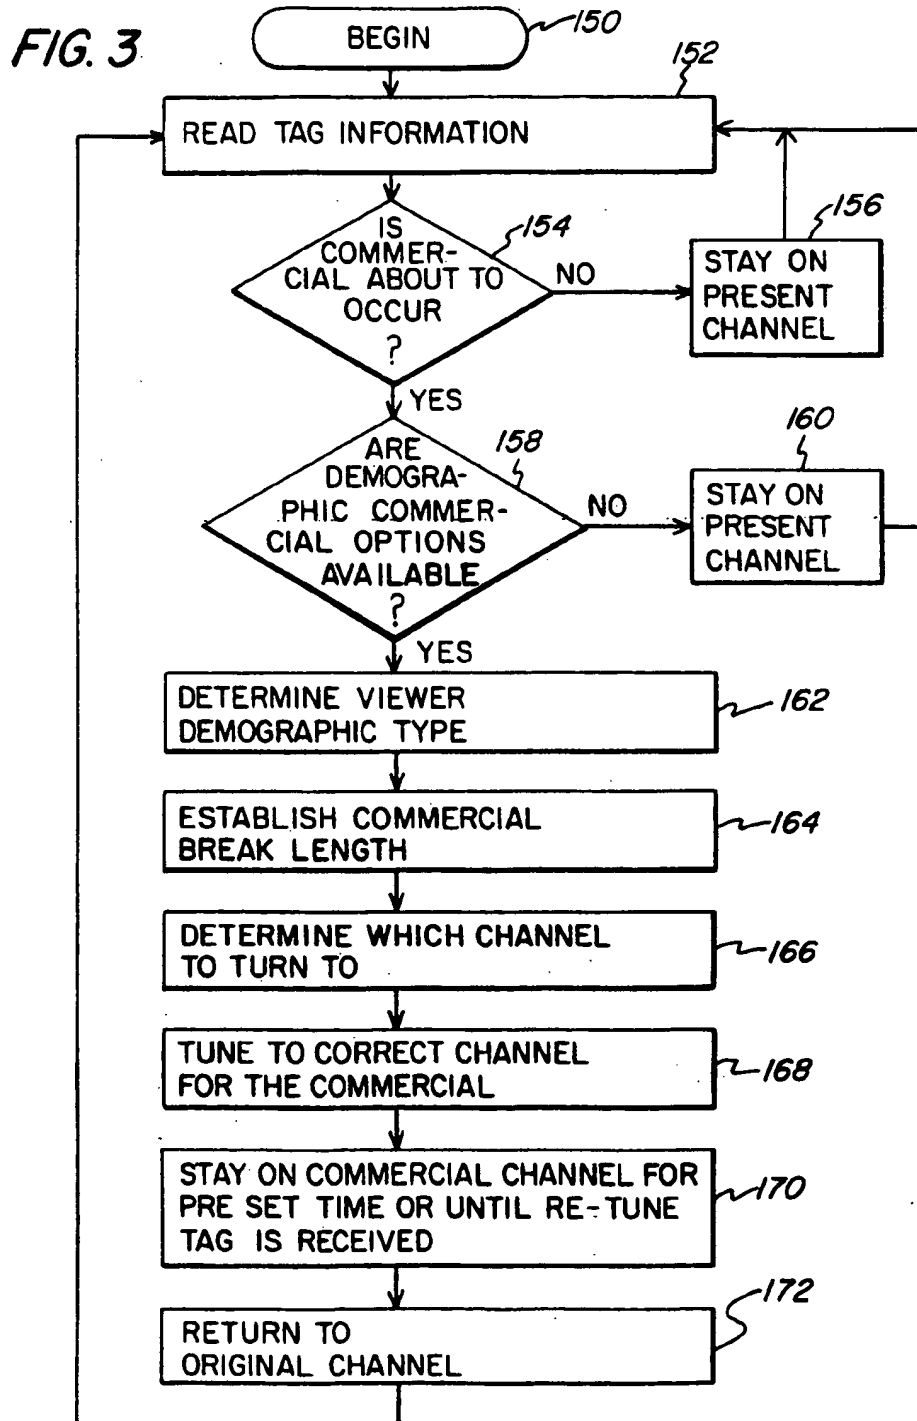 FIG. 3
BEGIN
150
152
READ TAG INFORMATION
IS
COMMER-
CIAL ABOUT TO
OCCUR
?
154
NO
156
STAY ON
PRESENT
CHANNEL
YES
ARE
DEMOGRA-
PHIC COMMER-
CIAL OPTIONS
AVAILABLE
?
158
NO
160
STAY ON
PRESENT
CHANNEL
YES
DETERMINE VIEWER
DEMOGRAPHIC TYPE
162
ESTABLISH COMMERCIAL
BREAK LENGTH
164
DETERMINE WHICH CHANNEL
TO TURN TO
166
TUNE TO CORRECT CHANNEL
FOR THE COMMERCIAL
168
STAY ON COMMERCIAL CHANNEL FOR
PRE SET TIME OR UNTIL RE-TUNE
TAG IS RECEIVED
170
172
RETURN TO
ORIGINAL CHANNEL